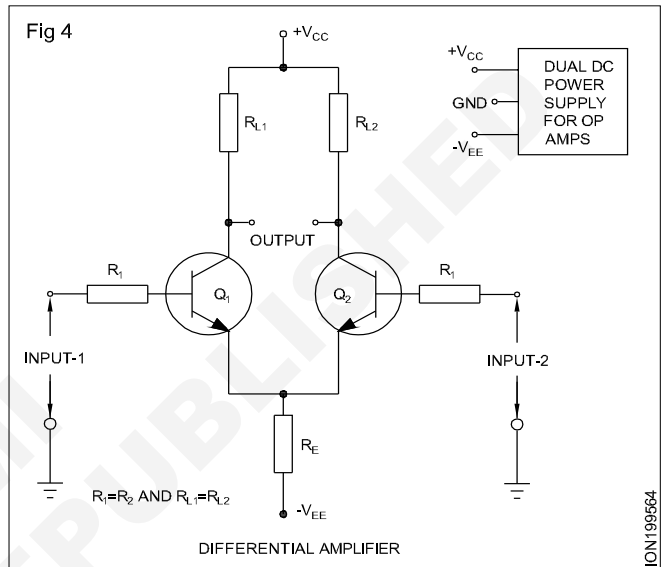 Fig 4
+VCC
RL1
RL2
+VCC
GND
-VEE
DUAL DC
POWER
SUPPLY
FOR OP
AMPS
OUTPUT
R1
Q1
Q2
R1
INPUT-1
INPUT-2
RE
R1=R2 AND RL1=RL2
-VEE
DIFFERENTIAL AMPLIFIER
ION199564